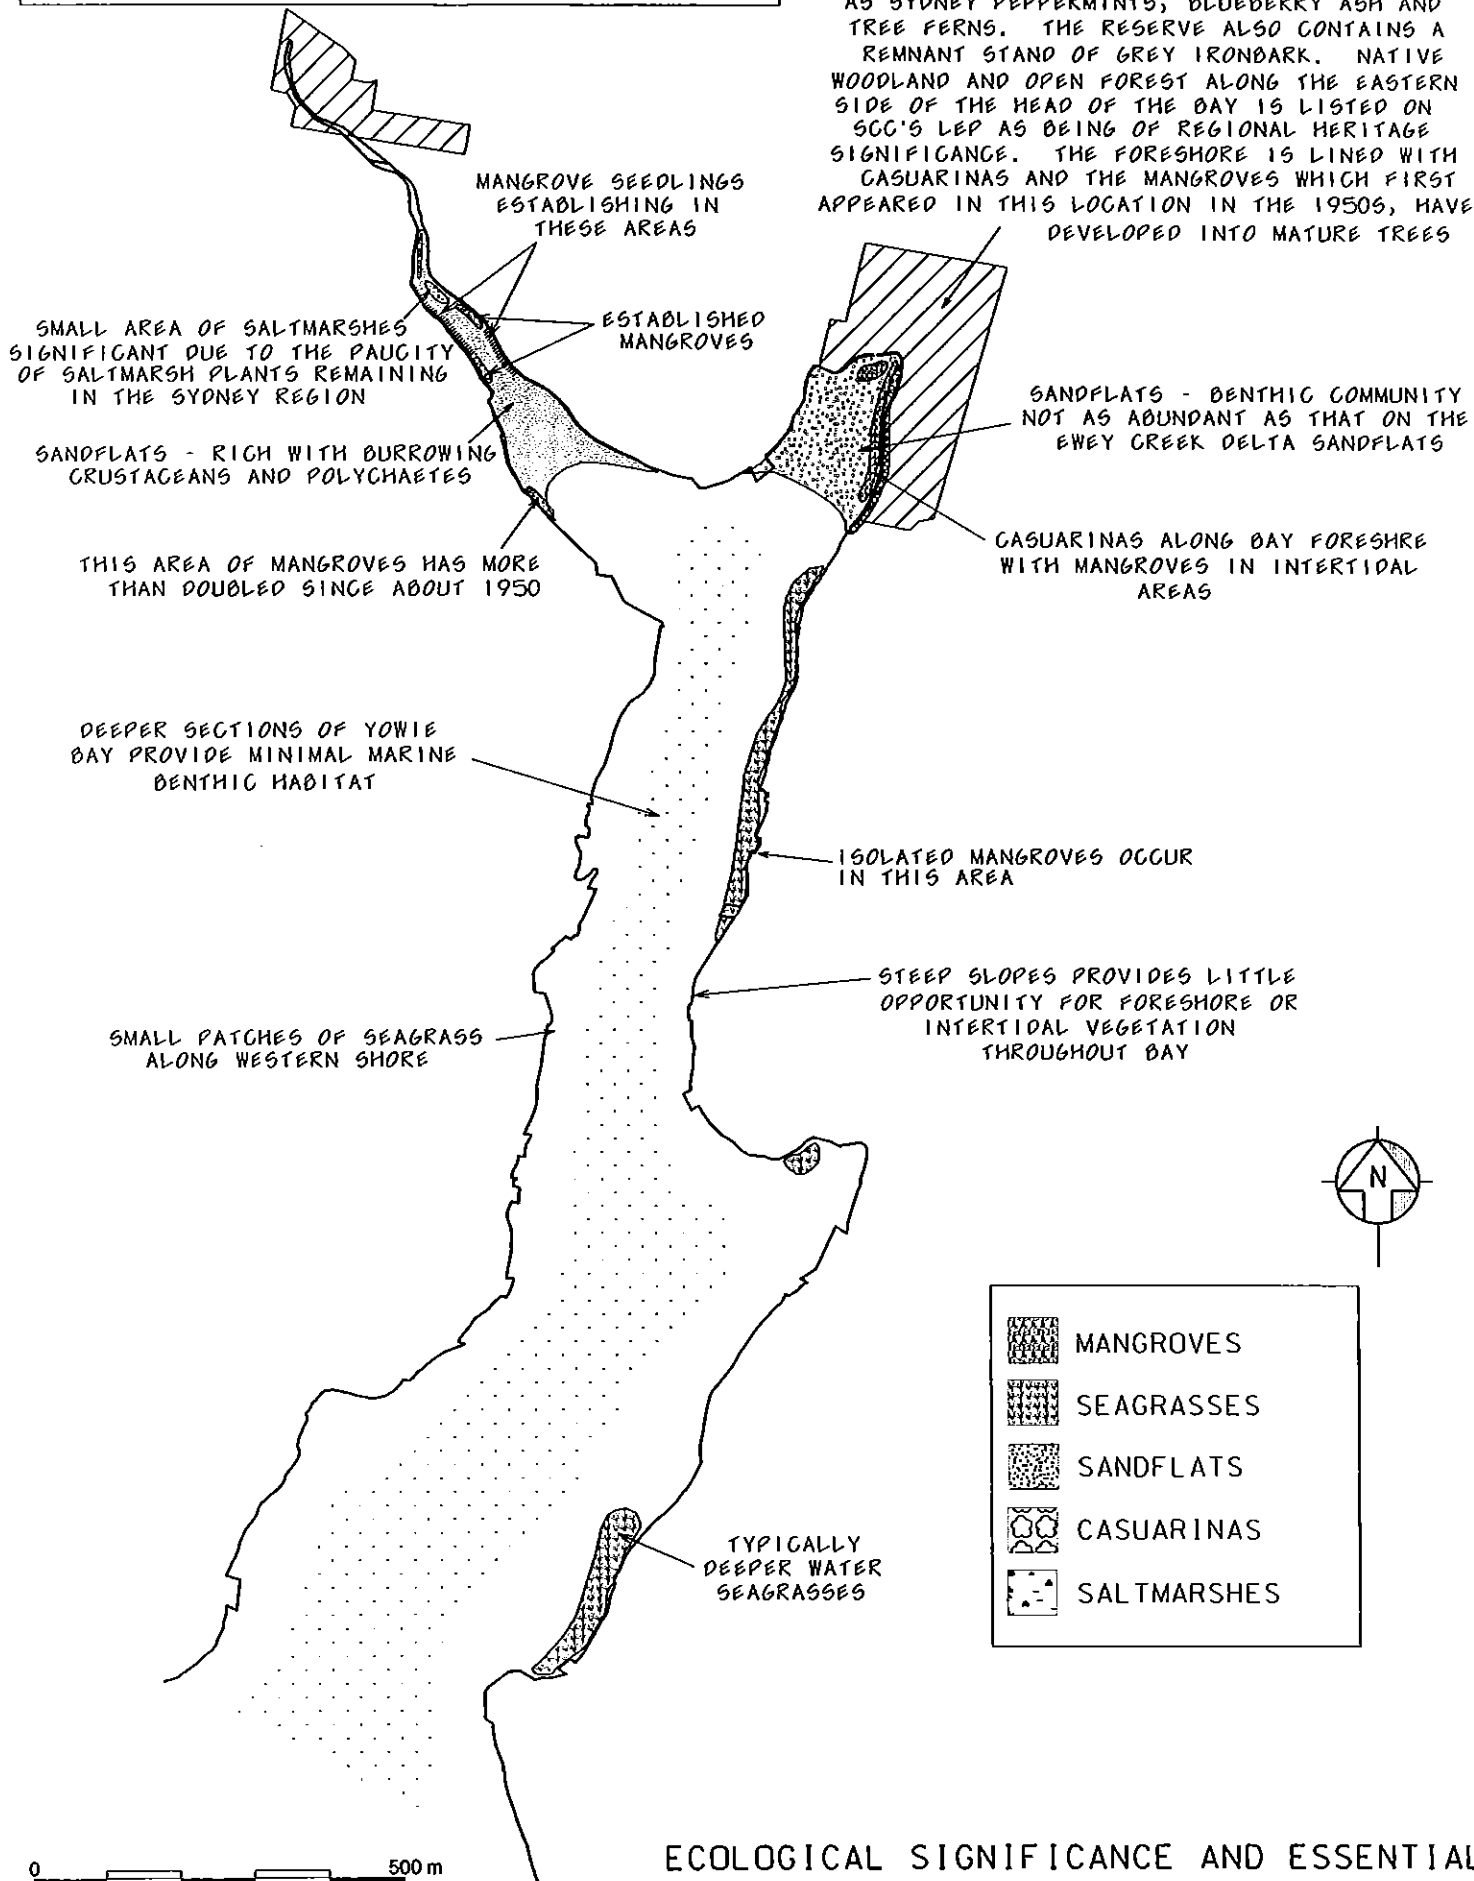 AS SYDNEY PEPPERMINTS, BLUEBERRY ASH AND
TREE FERNS. THE RESERVE ALSO CONTAINS A
REMNANT STAND OF GREY IRONBARK. NATIVE
WOODLAND AND OPEN FOREST ALONG THE EASTERN
SIDE OF THE HEAD OF THE BAY IS LISTED ON
SCC'S LEP AS BEING OF REGIONAL HERITAGE
SIGNIFICANCE. THE FORESHORE IS LINED WITH
CASUARINAS AND THE MANGROVES WHICH FIRST
APPEARED IN THIS LOCATION IN THE 1950S, HAVE
DEVELOPED INTO MATURE TREES
MANGROVE SEEDLINGS
ESTABLISHING IN
THESE AREAS
SMALL AREA OF SALTMARSHES
SIGNIFICANT DUE TO THE PAUCITY
OF SALTMARSH PLANTS REMAINING
IN THE SYDNEY REGION
ESTABLISHED
MANGROVES
SANDFLATS - BENTHIC COMMUNITY
NOT AS ABUNDANT AS THAT ON THE
EWEY CREEK DELTA SANDFLATS
SANDFLATS - RICH WITH BURROWING
CRUSTACEANS AND POLYCHAETES
CASUARINAS ALONG BAY FORESHRE
WITH MANGROVES IN INTERTIDAL
AREAS
THIS AREA OF MANGROVES HAS MORE
THAN DOUBLED SINCE ABOUT 1950
DEEPER SECTIONS OF YOWIE
BAY PROVIDE MINIMAL MARINE
BENTHIC HABITAT
ISOLATED MANGROVES OCCUR
IN THIS AREA
STEEP SLOPES PROVIDES LITTLE
OPPORTUNITY FOR FORESHORE OR
INTERTIDAL VEGETATION
THROUGHOUT BAY
SMALL PATCHES OF SEAGRASS
ALONG WESTERN SHORE
N
MANGROVES
SEAGRASSES
SANDFLATS
CASUARINAS
SALTMARSHES
TYPICALLY
DEEPER WATER
SEAGRASSES
0 500 m
ECOLOGICAL SIGNIFICANCE AND ESSENTIAL